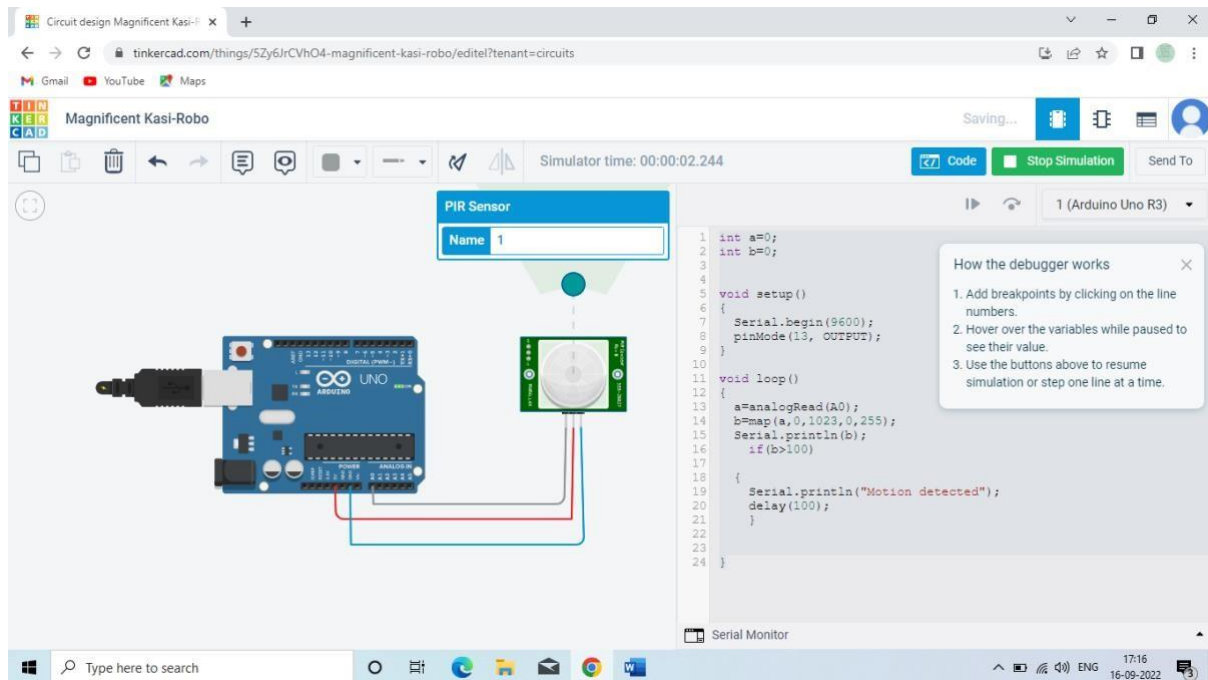 Circuit design Magnificent Kasi-R
tinkercad.com/things/5Zy6JrCVhO4-magnificent-kasi-robo/editel?tenant=circuits
Gmail YouTube Maps
TIN
KER
CAD
Magnificent Kasi-Robo
Saving...
Simulator time: 00:00:02.244
Code
Stop Simulation
Send To
1 (Arduino Uno R3)
PIR Sensor
Name 1
DIGITAL (PWM~)
UNO
ARDUINO
POWER
ANALOG IN
1 int a=0;
2 int b=0;
3
4
5 void setup()
6 {
7 Serial.begin(9600);
8 pinMode(13, OUTPUT);
9 }
10
11 void loop()
12 {
13 a=analogRead(A0);
14 b=map(a,0,1023,0,255);
15 Serial.println(b);
16 if(b>100)
17
18 {
19 Serial.println("Motion detected");
20 delay(100);
21 }
22
23
24 }
How the debugger works
1. Add breakpoints by clicking on the line
numbers.
2. Hover over the variables while paused to
see their value.
3. Use the buttons above to resume
simulation or step one line at a time.
Serial Monitor
Type here to search
ENG
17:16
16-09-2022
3